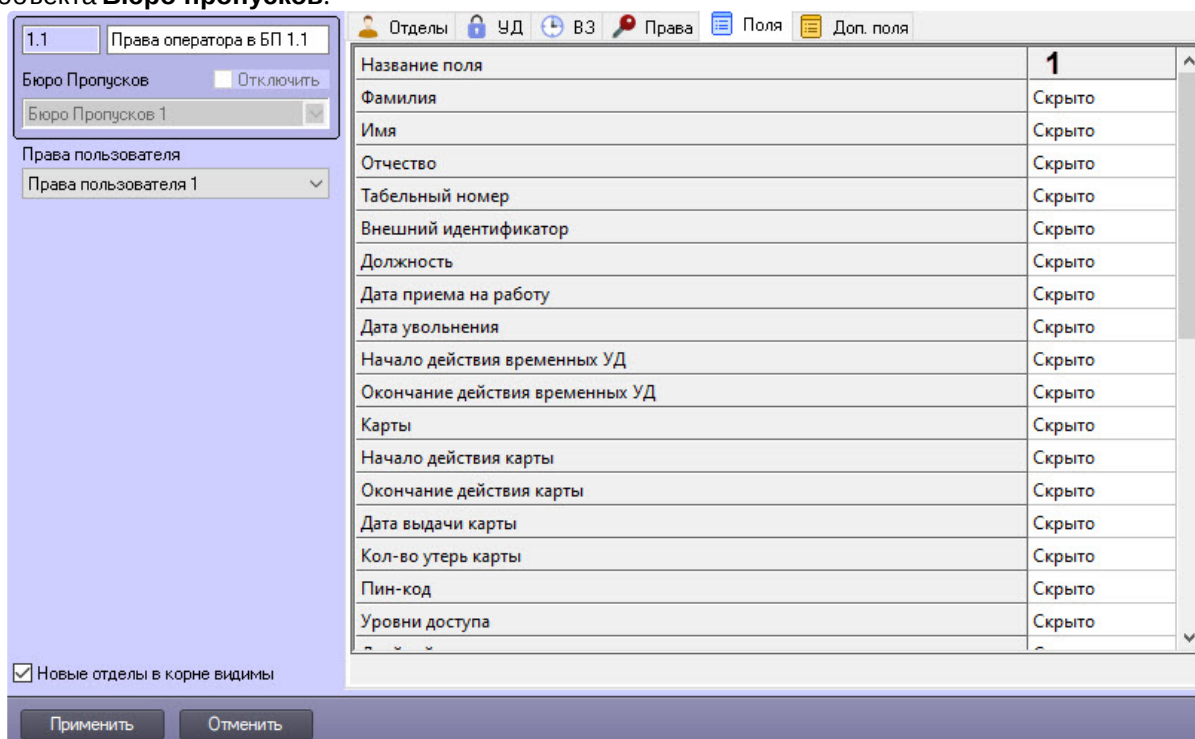 объекта Бюро пропусков.
1.1 Права оператора в БП 1.1
Бюро Пропусков Отключить
Бюро Пропусков 1
Права пользователя
Права пользователя 1
Новые отделы в корне видимы
Отделы УД ВЗ Права Поля Доп. поля
Название поля 1
Фамилия Скрыто
Имя Скрыто
Отчество Скрыто
Табельный номер Скрыто
Внешний идентификатор Скрыто
Должность Скрыто
Дата приема на работу Скрыто
Дата увольнения Скрыто
Начало действия временных УД Скрыто
Окончание действия временных УД Скрыто
Карты Скрыто
Начало действия карты Скрыто
Окончание действия карты Скрыто
Дата выдачи карты Скрыто
Кол-во утерь карты Скрыто
Пин-код Скрыто
Уровни доступа Скрыто
Применить Отменить